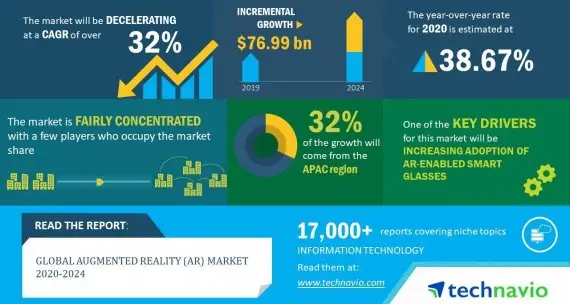 The market will be DECELERATING
at a CAGR of over
32%
INCREMENTAL
GROWTH
$76.99 bn
2019
2024
The year-over-year rate
for 2020 is estimated at
38.67%
The market is FAIRLY CONCENTRATED
with a few players who occupy the market
share
32%
of the growth will
come from the
APAC region
One of the KEY DRIVERS
for this market will be
INCREASING ADOPTION OF
AR-ENABLED SMART
GLASSES
READ THE REPORT:
GLOBAL AUGMENTED REALITY (AR) MARKET
2020-2024
17,000+ reports covering niche topics
INFORMATION TECHNOLOGY
Read them at:
www.technavio.com
technavio